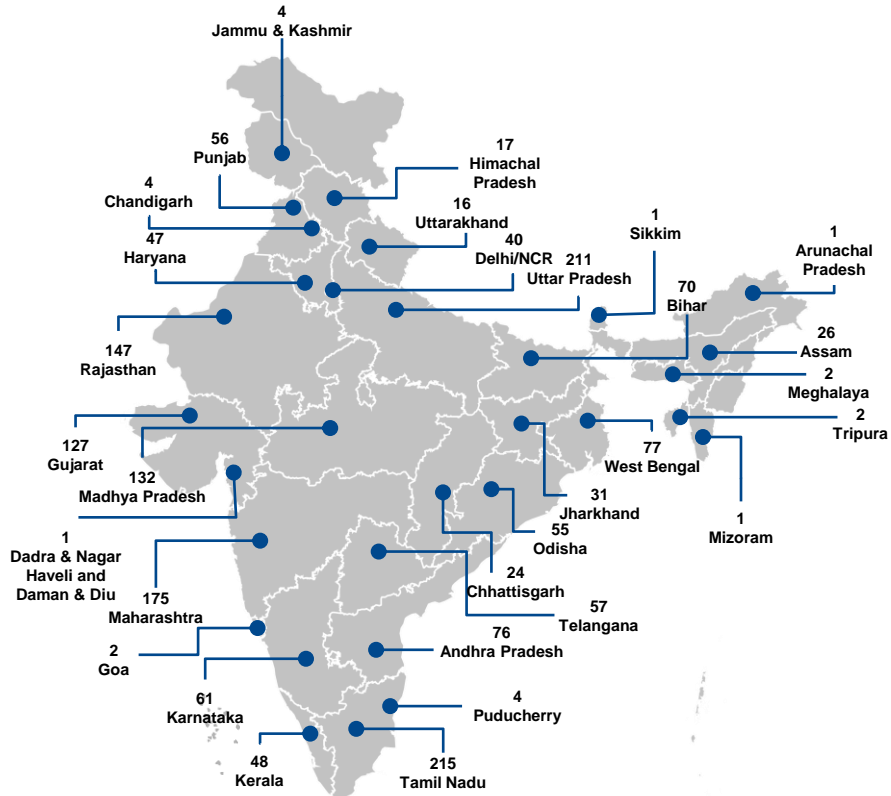 4
Jammu & Kashmir
56
Punjab
17
Himachal
Pradesh
4
Chandigarh
16
Uttarakhand
47
Haryana
40
Delhi/NCR
211
Uttar Pradesh
1
Sikkim
70
Bihar
1
Arunachal
Pradesh
26
Assam
2
Meghalaya
2
Tripura
147
Rajasthan
127
Gujarat
132
Madhya Pradesh
77
West Bengal
31
Jharkhand
1
Mizoram
55
Odisha
1
Dadra & Nagar
Haveli and
Daman & Diu
24
Chhattisgarh
175
Maharashtra
57
Telangana
2
Goa
76
Andhra Pradesh
61
Karnataka
4
Puducherry
48
Kerala
215
Tamil Nadu